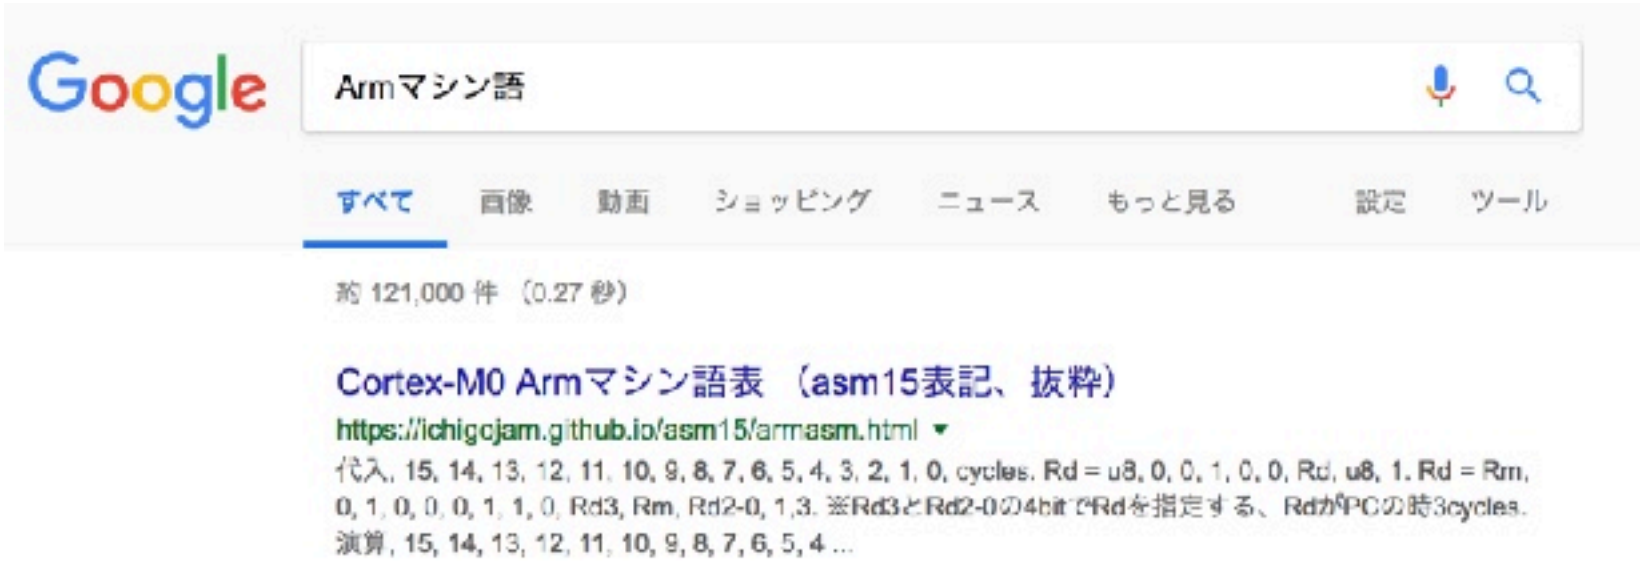 Google
Armマシン語
すべて 画像 動画 ショッピング ニュース もっと見る 設定 ツール
約 121,000 件 （0.27 秒）
Cortex-M0 Armマシン語表 （asm15表記、抜粋）
https://ichigojam.github.io/asm15/armasm.html
代入, 15, 14, 13, 12, 11, 10, 9, 8, 7, 6, 5, 4, 3, 2, 1, 0, cycles. Rd = u8, 0, 0, 1, 0, 0, Rd, u8, 1. Rd = Rm,
0, 1, 0, 0, 0, 1, 1, 0, Rd3, Rm, Rd2-0, 1,3. ※Rd3とRd2-0の4bitでRdを指定する、RdがPCの時3cycles.
演算, 15, 14, 13, 12, 11, 10, 9, 8, 7, 6, 5, 4 ...